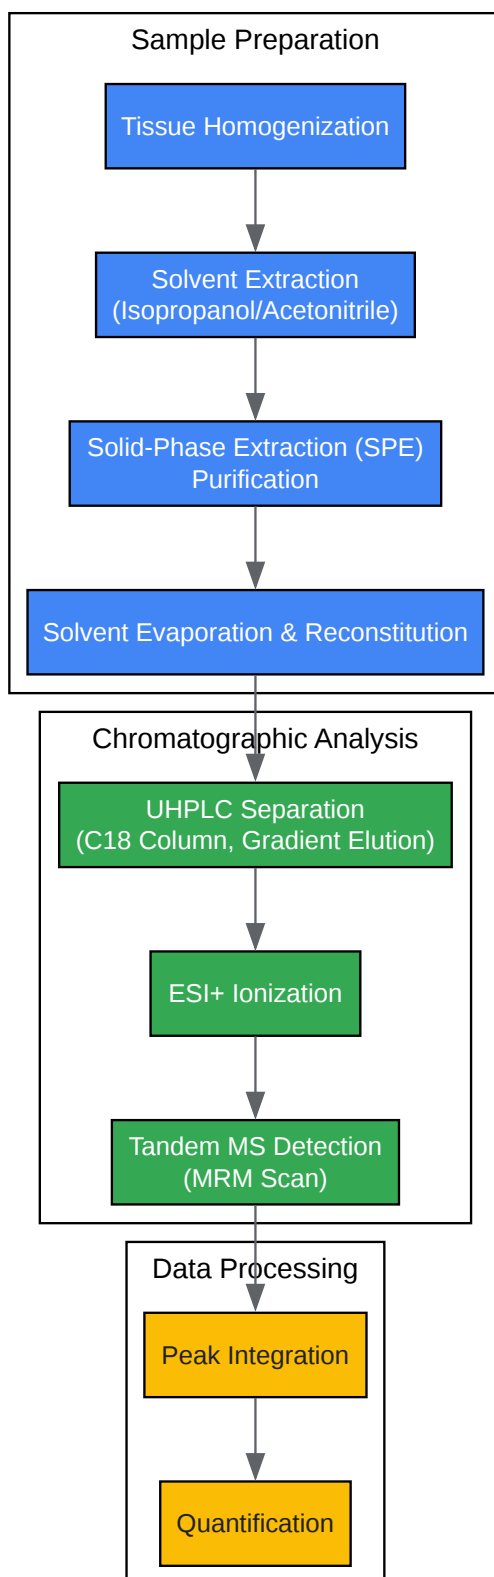 Sample Preparation
Tissue Homogenization
Solvent Extraction
(Isopropanol/Acetonitrile)
Solid-Phase Extraction (SPE)
Purification
Solvent Evaporation & Reconstitution
Chromatographic Analysis
UHPLC Separation
(C18 Column, Gradient Elution)
ESI+ Ionization
Tandem MS Detection
(MRM Scan)
Data Processing
Peak Integration
Quantification